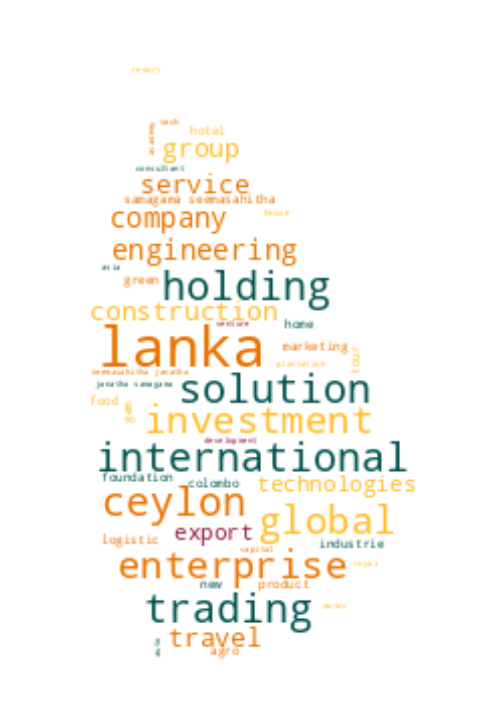 resort
tech
academy
hotel
group
consultant
service
samagama seemasahitha
house
company
engineering
asia
green
holding
construction
venture
home
lanka
marketing
tour
plantation
seemasahitha janatha
janatha samagama
solution
food
investment
development
international
foundation
colombo
technologies
ceylon
global
export
logistic
industrie
capital
enterprise
royal
new
product
trading
motor
travel
agro